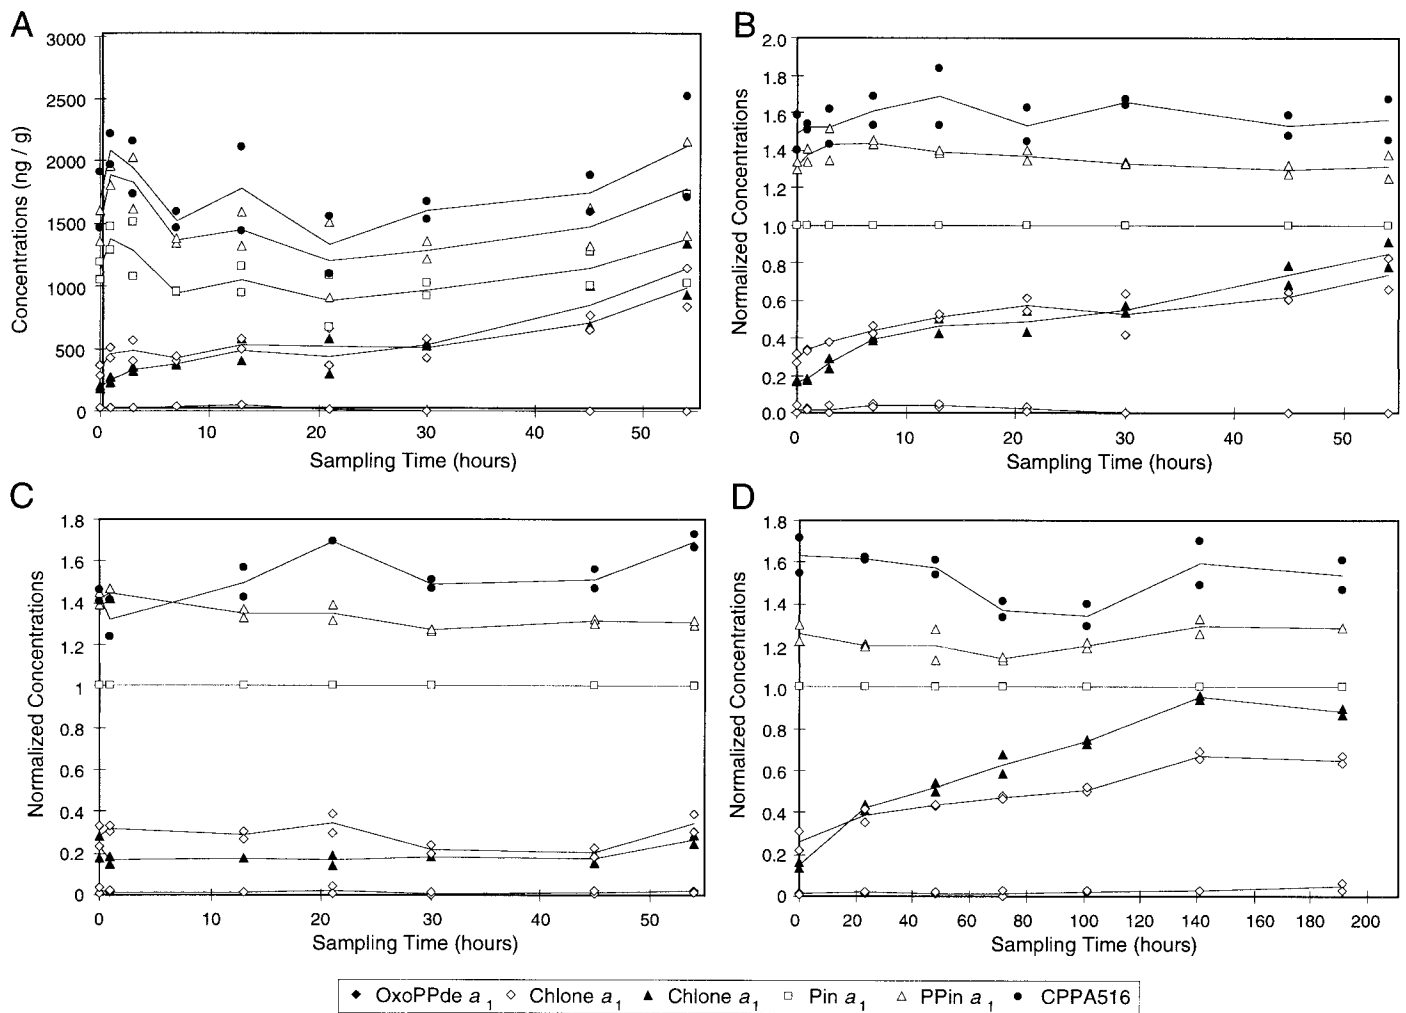 A
Concentrations (ng / g)
3000
2500
2000
1500
1000
500
0
0 10 20 30 40 50
Sampling Time (hours)
B
Normalized Concentrations
2.0
1.8
1.6
1.4
1.2
1.0
0.8
0.6
0.4
0.2
0.0
0 10 20 30 40 50
Sampling Time (hours)
C
Normalized Concentrations
1.8
1.6
1.4
1.2
1
0.8
0.6
0.4
0.2
0
0 10 20 30 40 50
Sampling Time (hours)
D
Normalized Concentrations
1.8
1.6
1.4
1.2
1.0
0.8
0.6
0.4
0.2
0
0 20 40 60 80 100 120 140 160 180 200
Sampling Time (hours)
OxoPPde a1 Chlone a1 Chlone a1 Pin a1 PPin a1 CPPA516